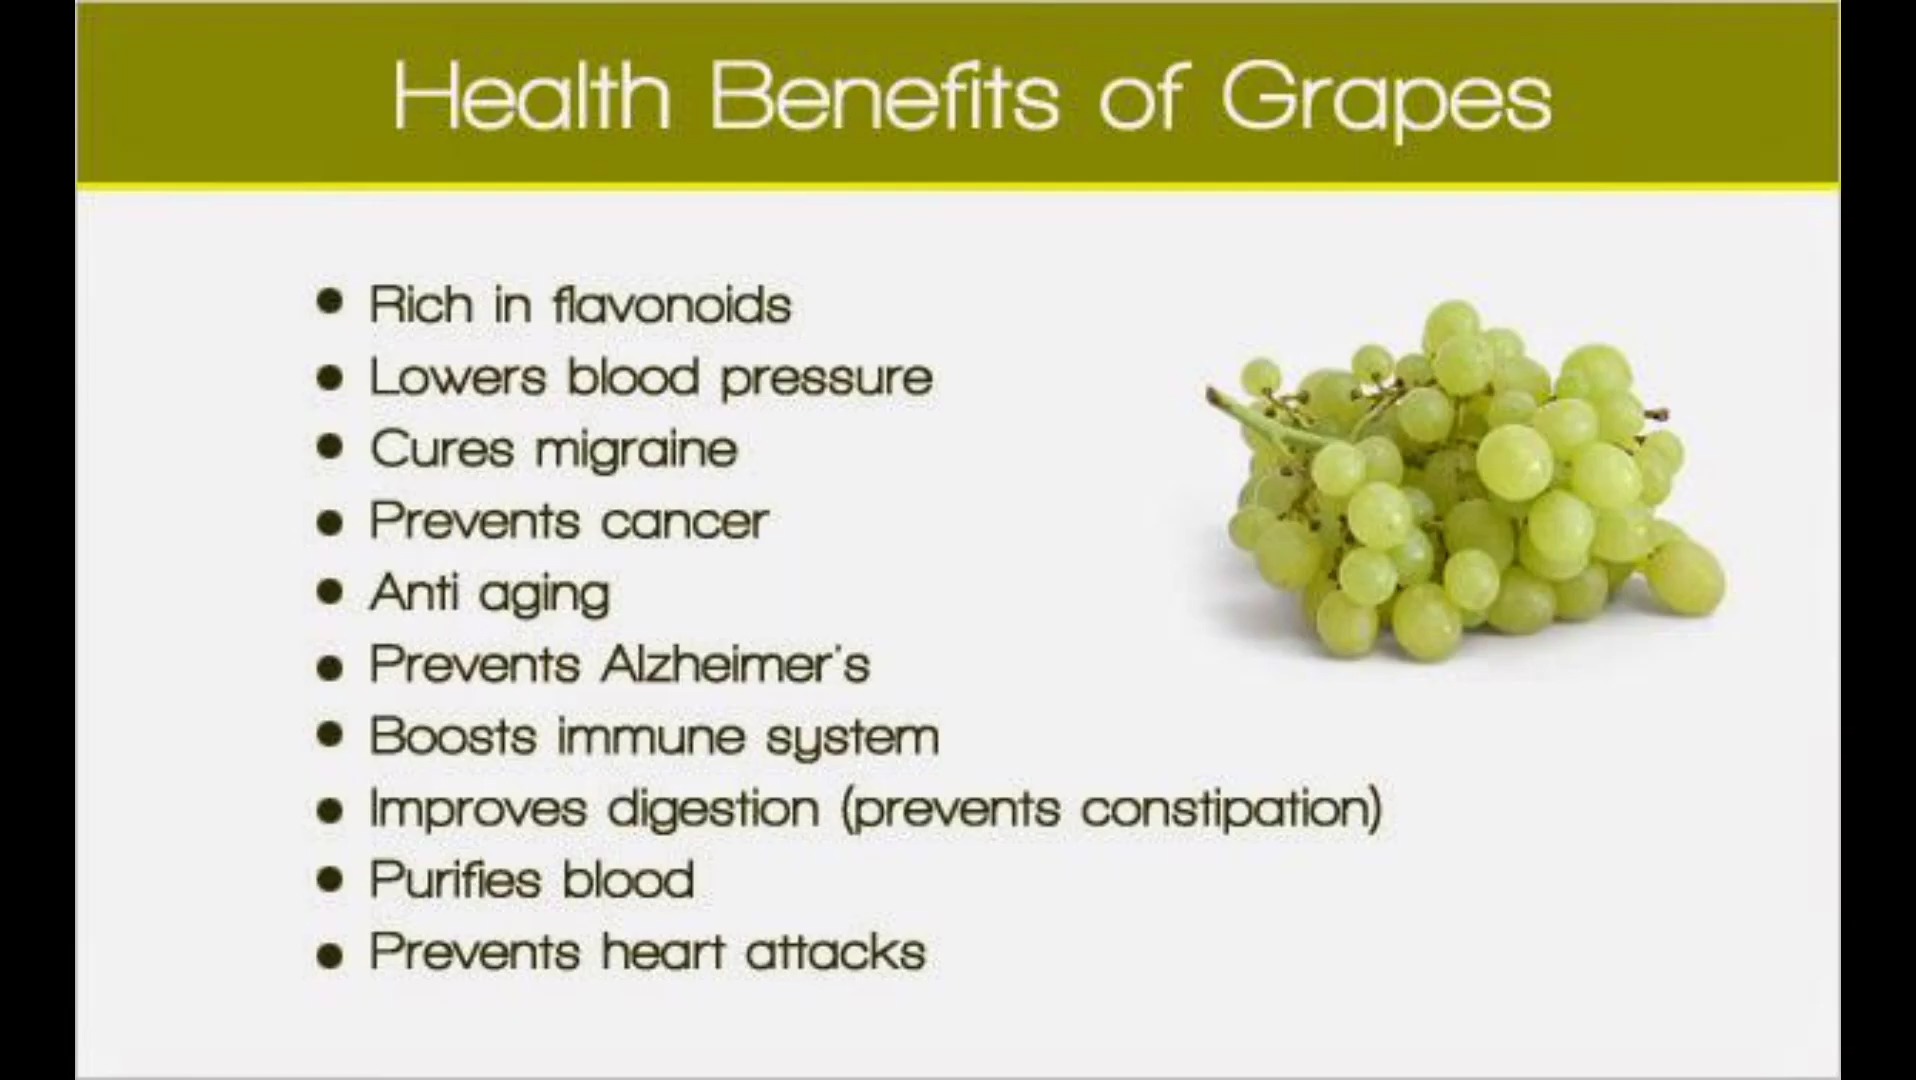 Health Benefits of Grapes
• Rich in flavonoids
• Lowers blood pressure
• Cures migraine
• Prevents cancer
• Anti aging
• Prevents Alzheimer's
• Boosts immune system
• Improves digestion (prevents constipation)
• Purifies blood
• Prevents heart attacks